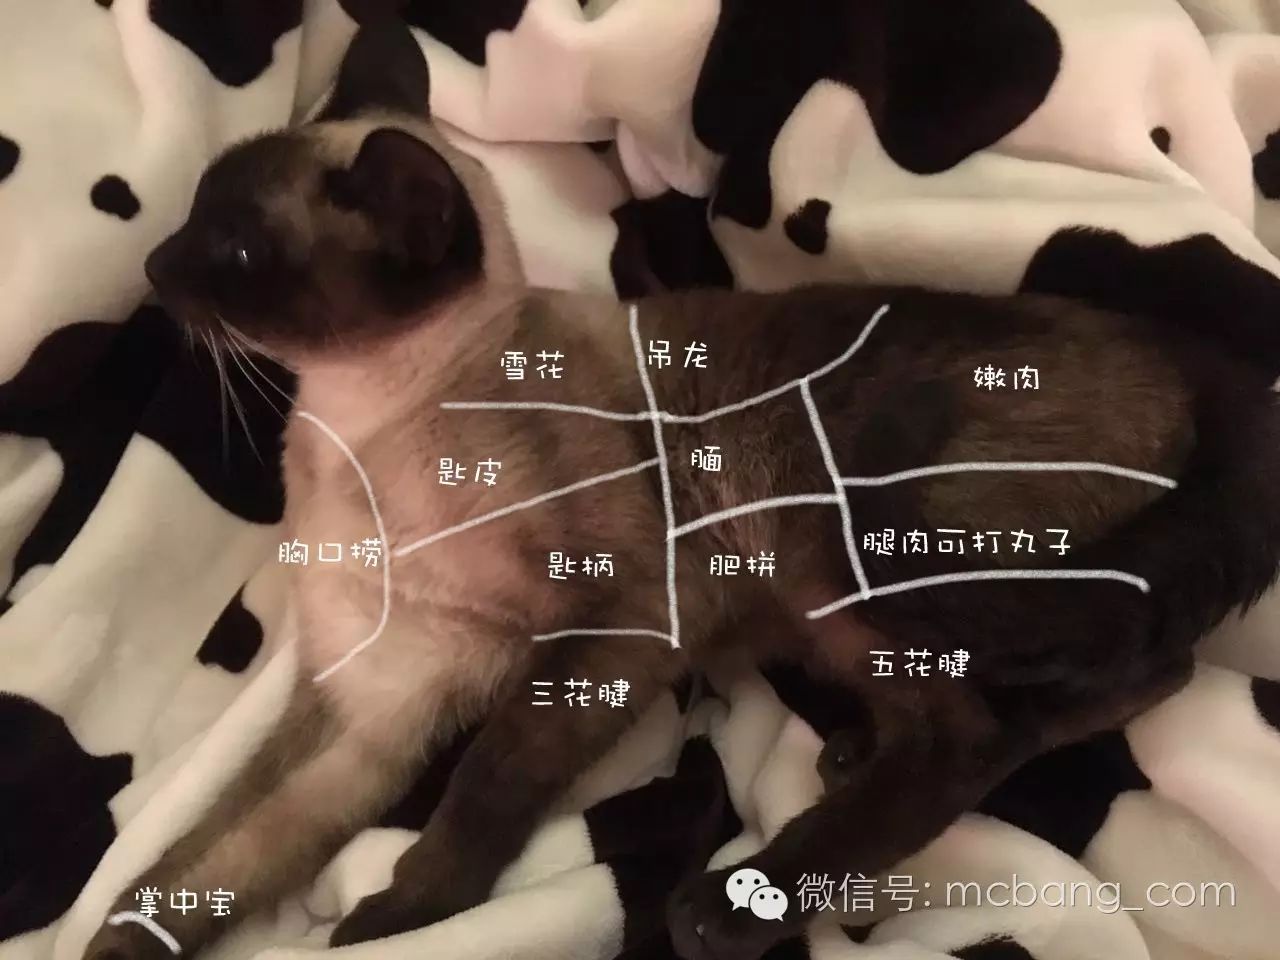 雪花
吊龙
嫩肉
匙皮
腼
胸口捞
匙柄
肥拼
腿肉可打丸子
三花腱
五花腱
掌中宝
微信号: mcbang_com